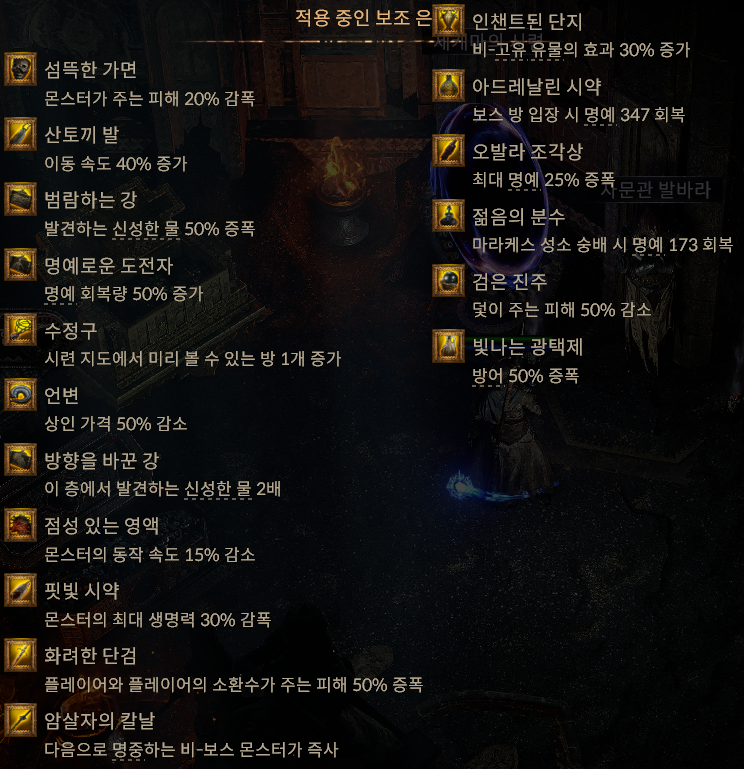 적용 중인 보조 은
섬뜩한 가면
몬스터가 주는 피해 20% 감폭
산토끼 발
이동 속도 40% 증가
범람하는 강
발견하는 신성한 물 50% 증폭
명예로운 도전자
명예 회복량 50% 증가
수정구
시련 지도에서 미리 볼 수 있는 방 1개 증가
언변
상인 가격 50% 감소
방향을 바꾼 강
이 층에서 발견하는 신성한 물 2배
점성 있는 영액
몬스터의 동작 속도 15% 감소
핏빛 시약
몬스터의 최대 생명력 30% 감폭
화려한 단검
플레이어와 플레이어의 소환수가 주는 피해 50% 증폭
암살자의 칼날
다음으로 명중하는 비-보스 몬스터가 즉사
인챈트된 단지
비-고유 유물의 효과 30% 증가
아드레날린 시약
보스 방 입장 시 명예 347 회복
오발라 조각상
최대 명예 25% 증폭
사문관 발바라
젊음의 분수
마라케스 성소 숭배 시 명예 173 회복
검은 진주
덫이 주는 피해 50% 감소
빛나는 광택제
방어 50% 증폭